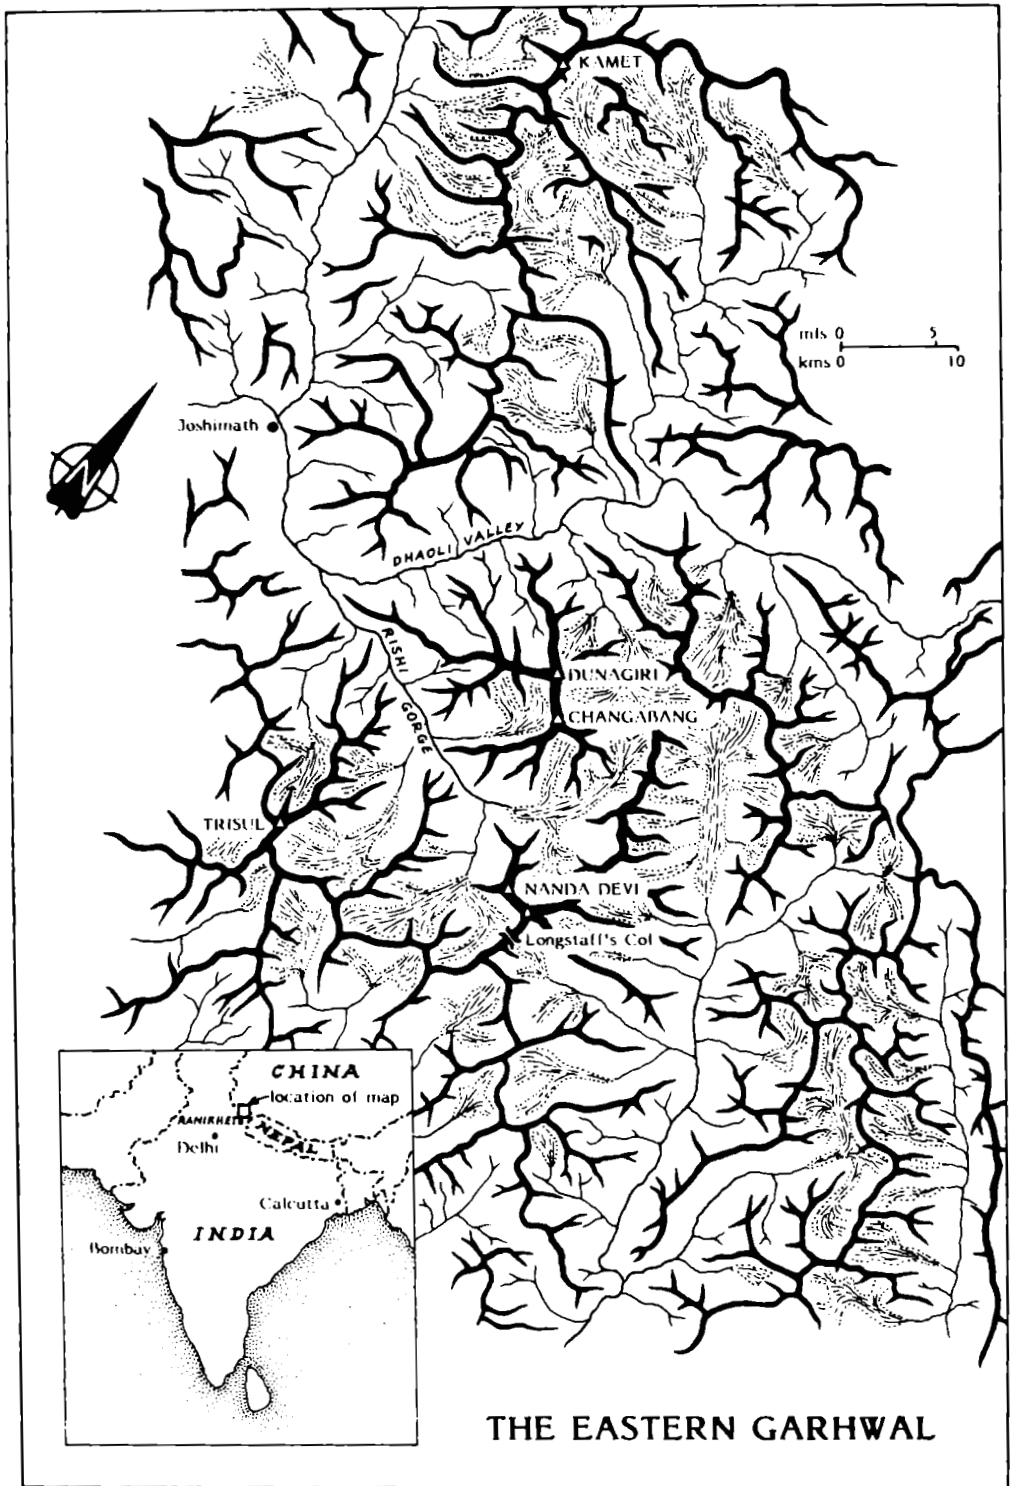 KAMET
mls 0 5
kms 0 10
Joshimath
N
DHAOLI VALLEY
RISHI GORGE
DUNAGIRI
CHANGABANG
TRISUL
NANDA DEVI
Longstaff's Col
CHINA
location of map
RANIKHET
NEPAL
Delhi
Calcutta
INDIA
Bombay
THE EASTERN GARHWAL